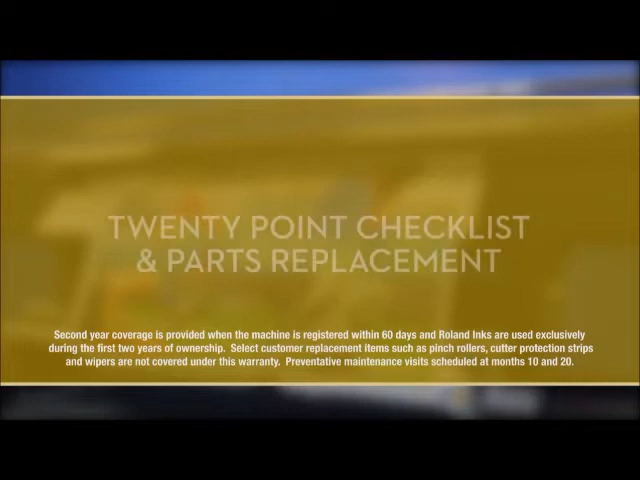 TWENTY POINT CHECKLIST
& PARTS REPLACEMENT
Second year coverage is provided when the machine is registered within 60 days and Roland Inks are used exclusively
during the first two years of ownership.  Select customer replacement items such as pinch rollers, cutter protection strips
and wipers are not covered under this warranty.  Preventative maintenance visits scheduled at months 10 and 20.